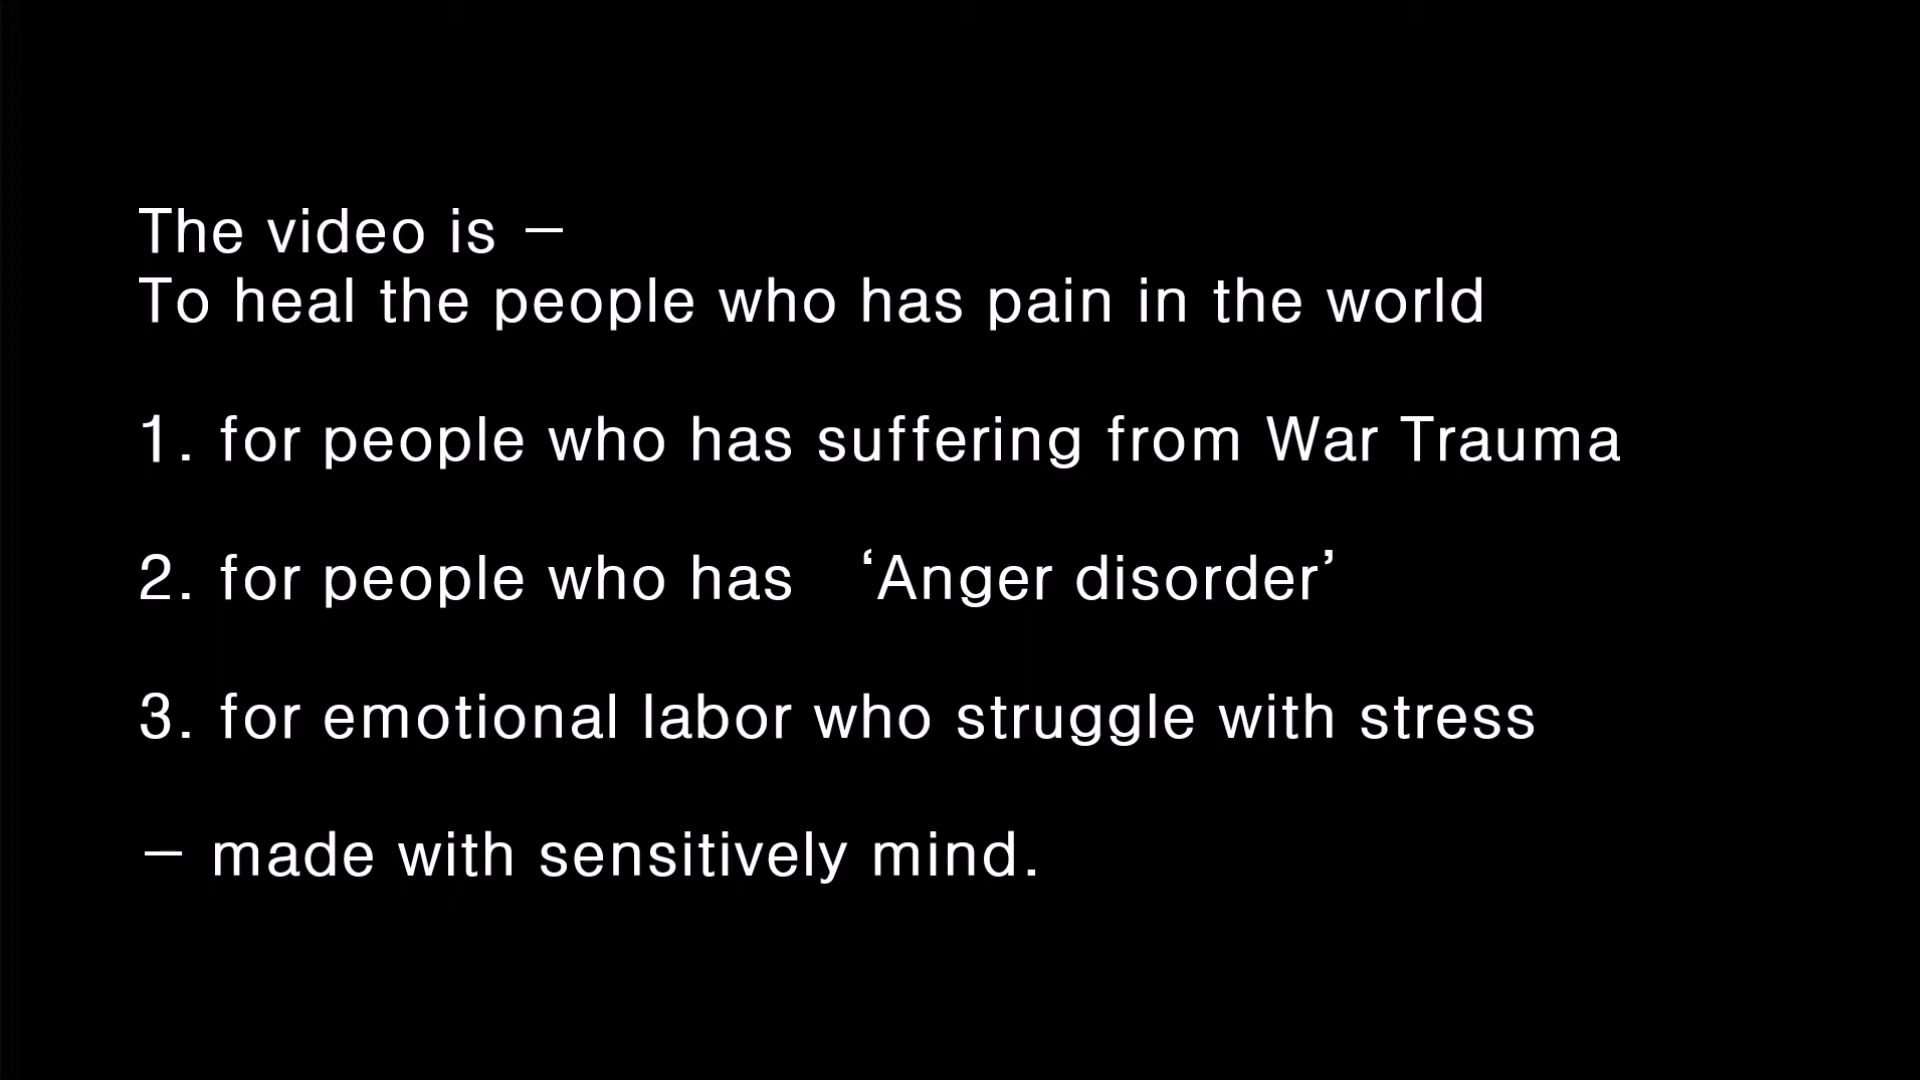 The video is –
To heal the people who has pain in the world
1. for people who has suffering from War Trauma
2. for people who has ‘Anger disorder’
3. for emotional labor who struggle with stress
– made with sensitively mind.